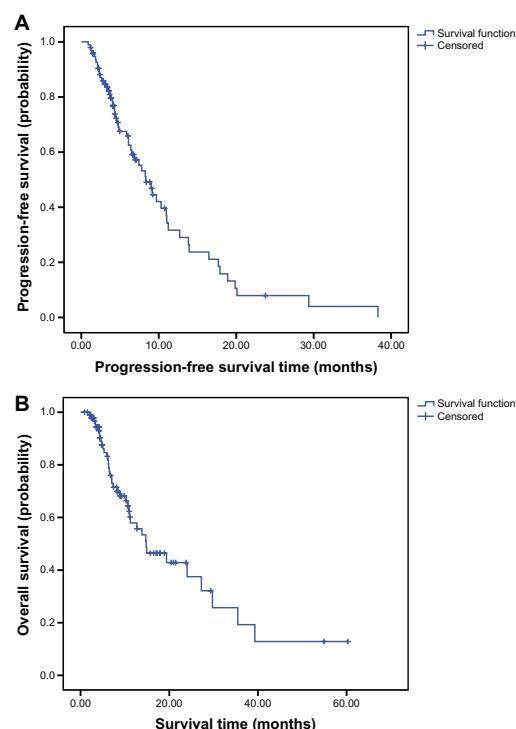 A
Survival function
Censored
Progression-free survival (probability)
1.0
0.8
0.6
0.4
0.2
0.0
0.00 10.00 20.00 30.00 40.00
Progression-free survival time (months)
B
Survival function
Censored
Overall survival (probability)
1.0
0.8
0.6
0.4
0.2
0.0
0.00 20.00 40.00 60.00
Survival time (months)